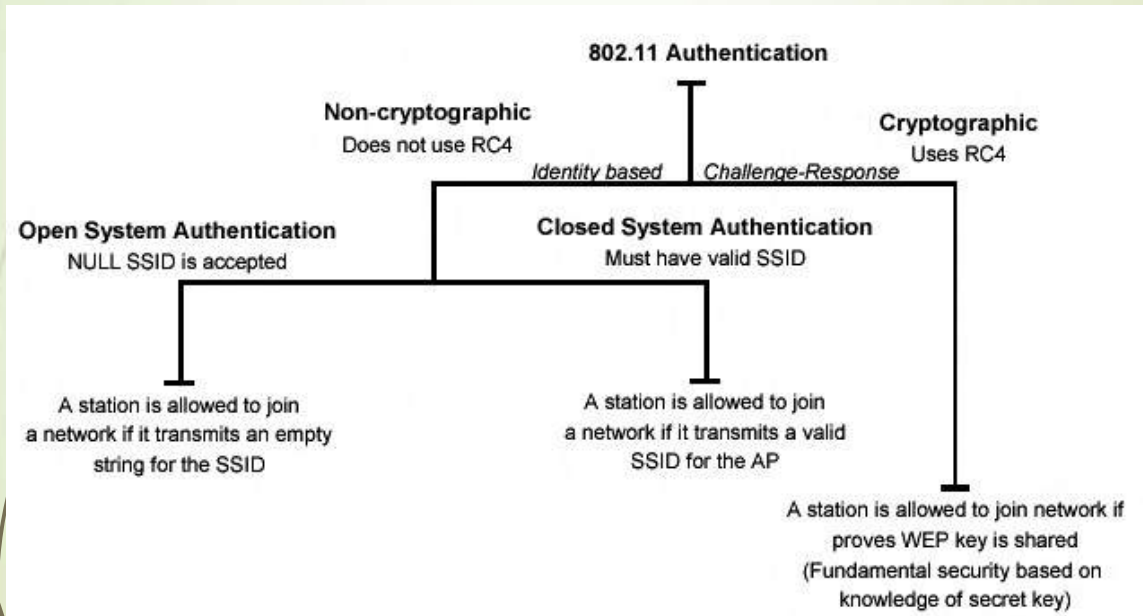 802.11 Authentication
Non-cryptographic
Does not use RC4
Cryptographic
Uses RC4
Identity based
Challenge-Response
Open System Authentication
NULL SSID is accepted
Closed System Authentication
Must have valid SSID
A station is allowed to join
a network if it transmits an empty
string for the SSID
A station is allowed to join
a network if it transmits a valid
SSID for the AP
A station is allowed to join network if
proves WEP key is shared
(Fundamental security based on
knowledge of secret key)